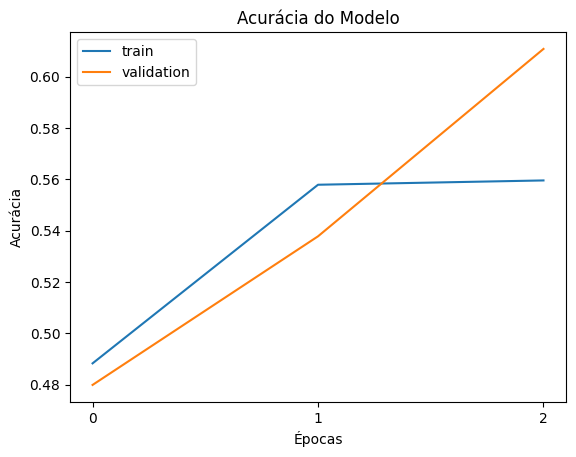 Acurácia do Modelo
train
validation
0.60
0.58
0.56
0.54
0.52
0.50
0.48
Acurácia
0 1 2
Épocas